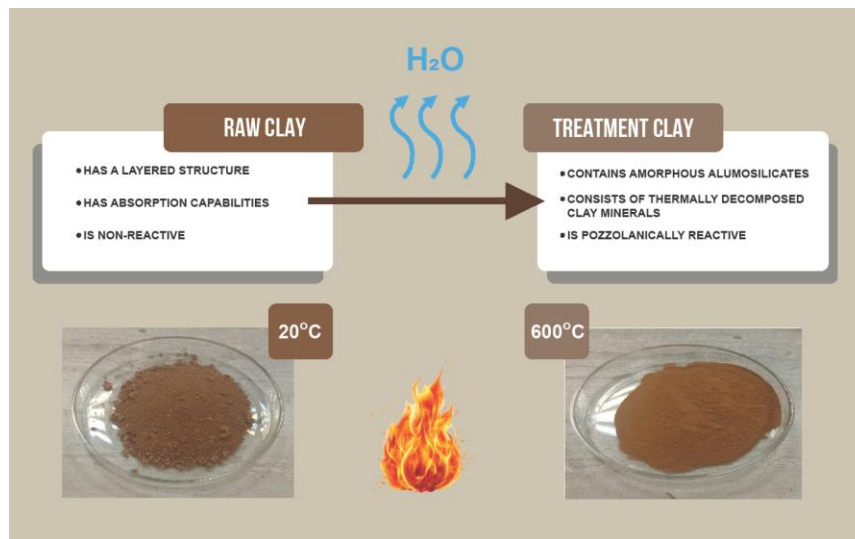 H₂O
RAW CLAY
• HAS A LAYERED STRUCTURE
• HAS ABSORPTION CAPABILITIES
• IS NON-REACTIVE
TREATMENT CLAY
• CONTAINS AMORPHOUS ALUMOSILICATES
• CONSISTS OF THERMALLY DECOMPOSED
CLAY MINERALS
• IS POZZOLANICALLY REACTIVE
20°C
600°C